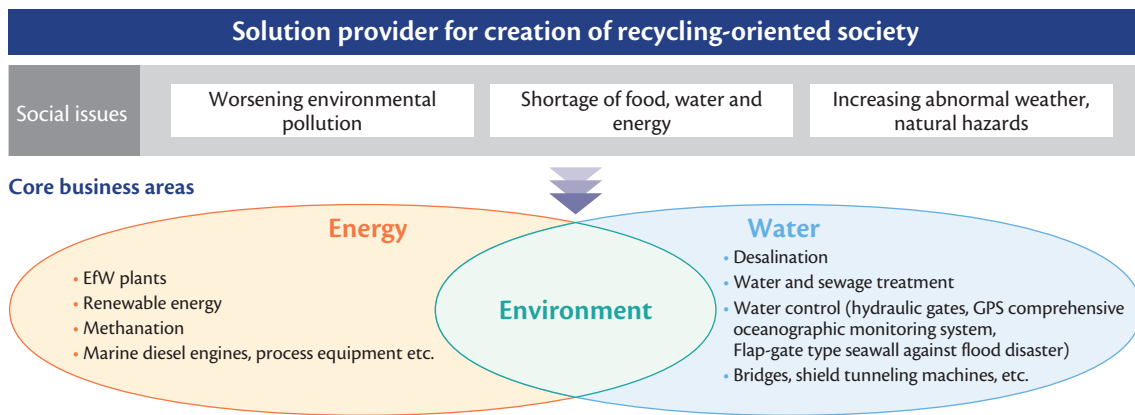 Solution provider for creation of recycling-oriented society
Social issues
Worsening environmental
pollution
Shortage of food, water and
energy
Increasing abnormal weather,
natural hazards
Core business areas
Energy
• EfW plants
• Renewable energy
• Methanation
• Marine diesel engines, process equipment etc.
Environment
Water
• Desalination
• Water and sewage treatment
• Water control (hydraulic gates, GPS comprehensive
oceanographic monitoring system,
Flap-gate type seawall against flood disaster)
• Bridges, shield tunneling machines, etc.